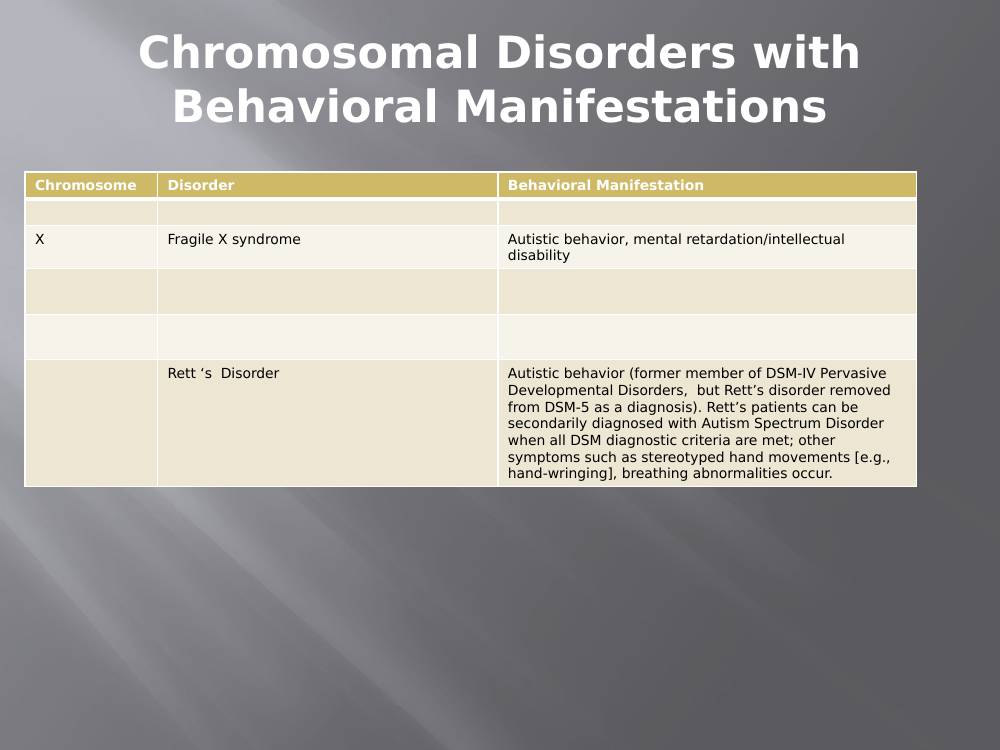 Chromosomal Disorders with
Behavioral Manifestations
Chromosome Disorder Behavioral Manifestation
X Fragile X syndrome Autistic behavior, mental retardation/intellectual
disability
Rett ‘s  Disorder Autistic behavior (former member of DSM-IV Pervasive
Developmental Disorders,  but Rett’s disorder removed
from DSM-5 as a diagnosis). Rett’s patients can be
secondarily diagnosed with Autism Spectrum Disorder
when all DSM diagnostic criteria are met; other
symptoms such as stereotyped hand movements [e.g.,
hand-wringing], breathing abnormalities occur.